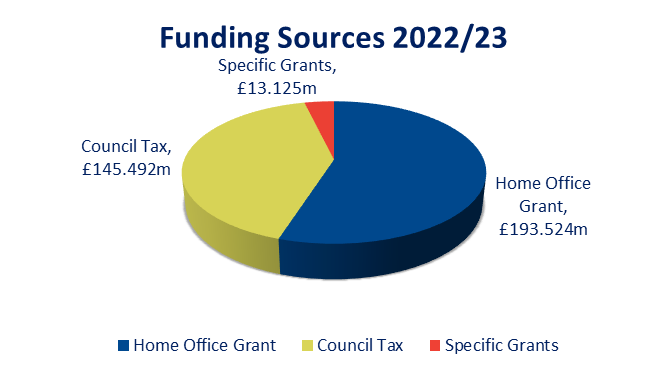 Funding Sources 2022/23
Specific Grants,
£13.125m
Council Tax,
£145.492m
Home Office
Grant,
£193.524m
Home Office Grant
Council Tax
Specific Grants